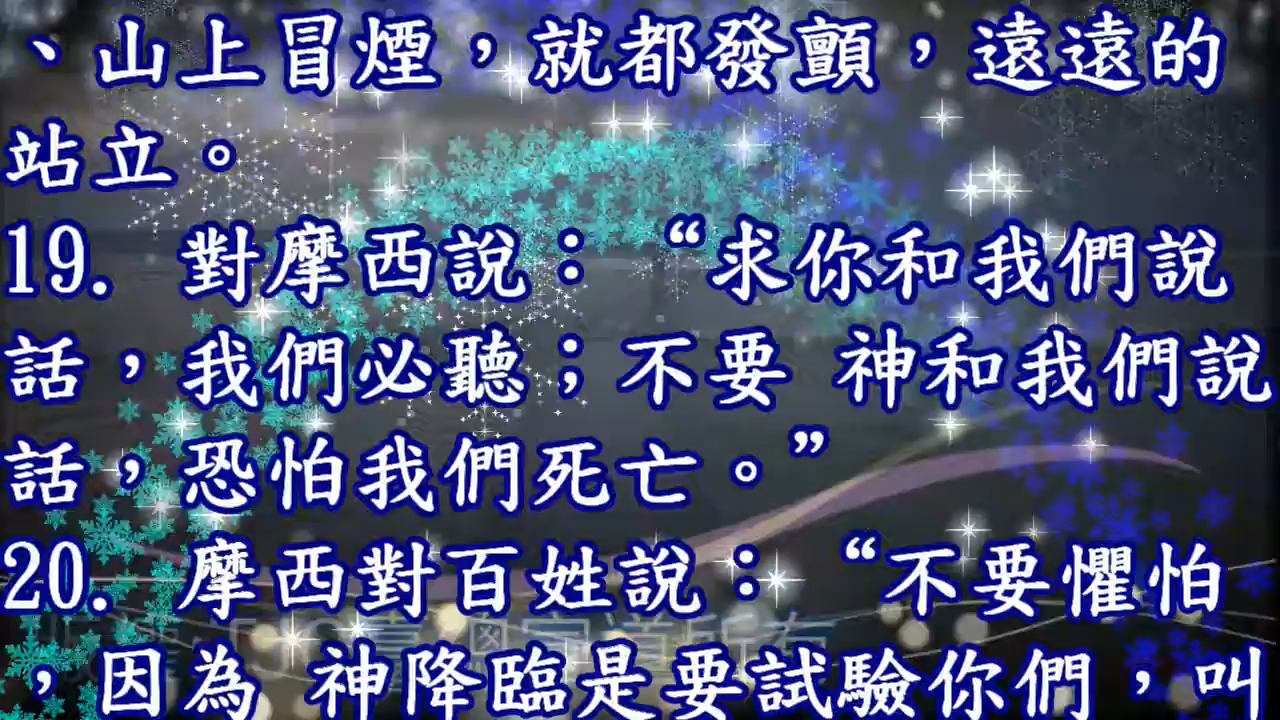 、山上冒煙，就都發顫，遠遠的
站立。
19. 對摩西說：“求你和我們說
話，我們必聽；不要 神和我們說
話，恐怕我們死亡。”
20. 摩西對百姓說：“不要懼怕
，因為 神降臨是要試驗你們，叫